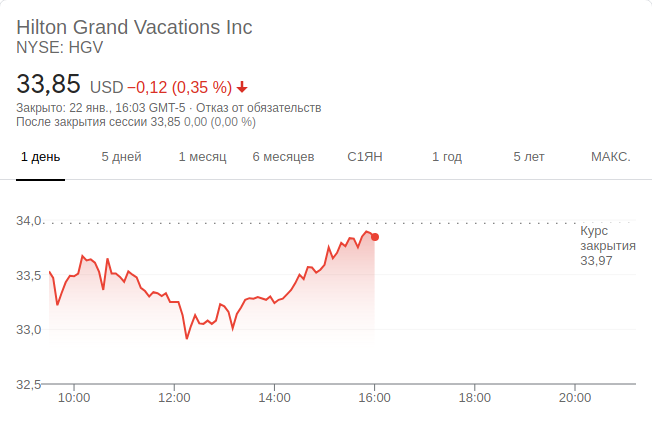 Hilton Grand Vacations Inc
NYSE: HGV
33,85 USD −0,12 (0,35 %)
Закрыто: 22 янв., 16:03 GMT-5 · Отказ от обязательств
После закрытия сессии 33,85 0,00 (0,00 %)
1 день 5 дней 1 месяц 6 месяцев С1ЯН 1 год 5 лет МАКС.
34,0
Курс
закрытия
33,97
33,5
33,0
32,5
10:00 12:00 14:00 16:00 18:00 20:00